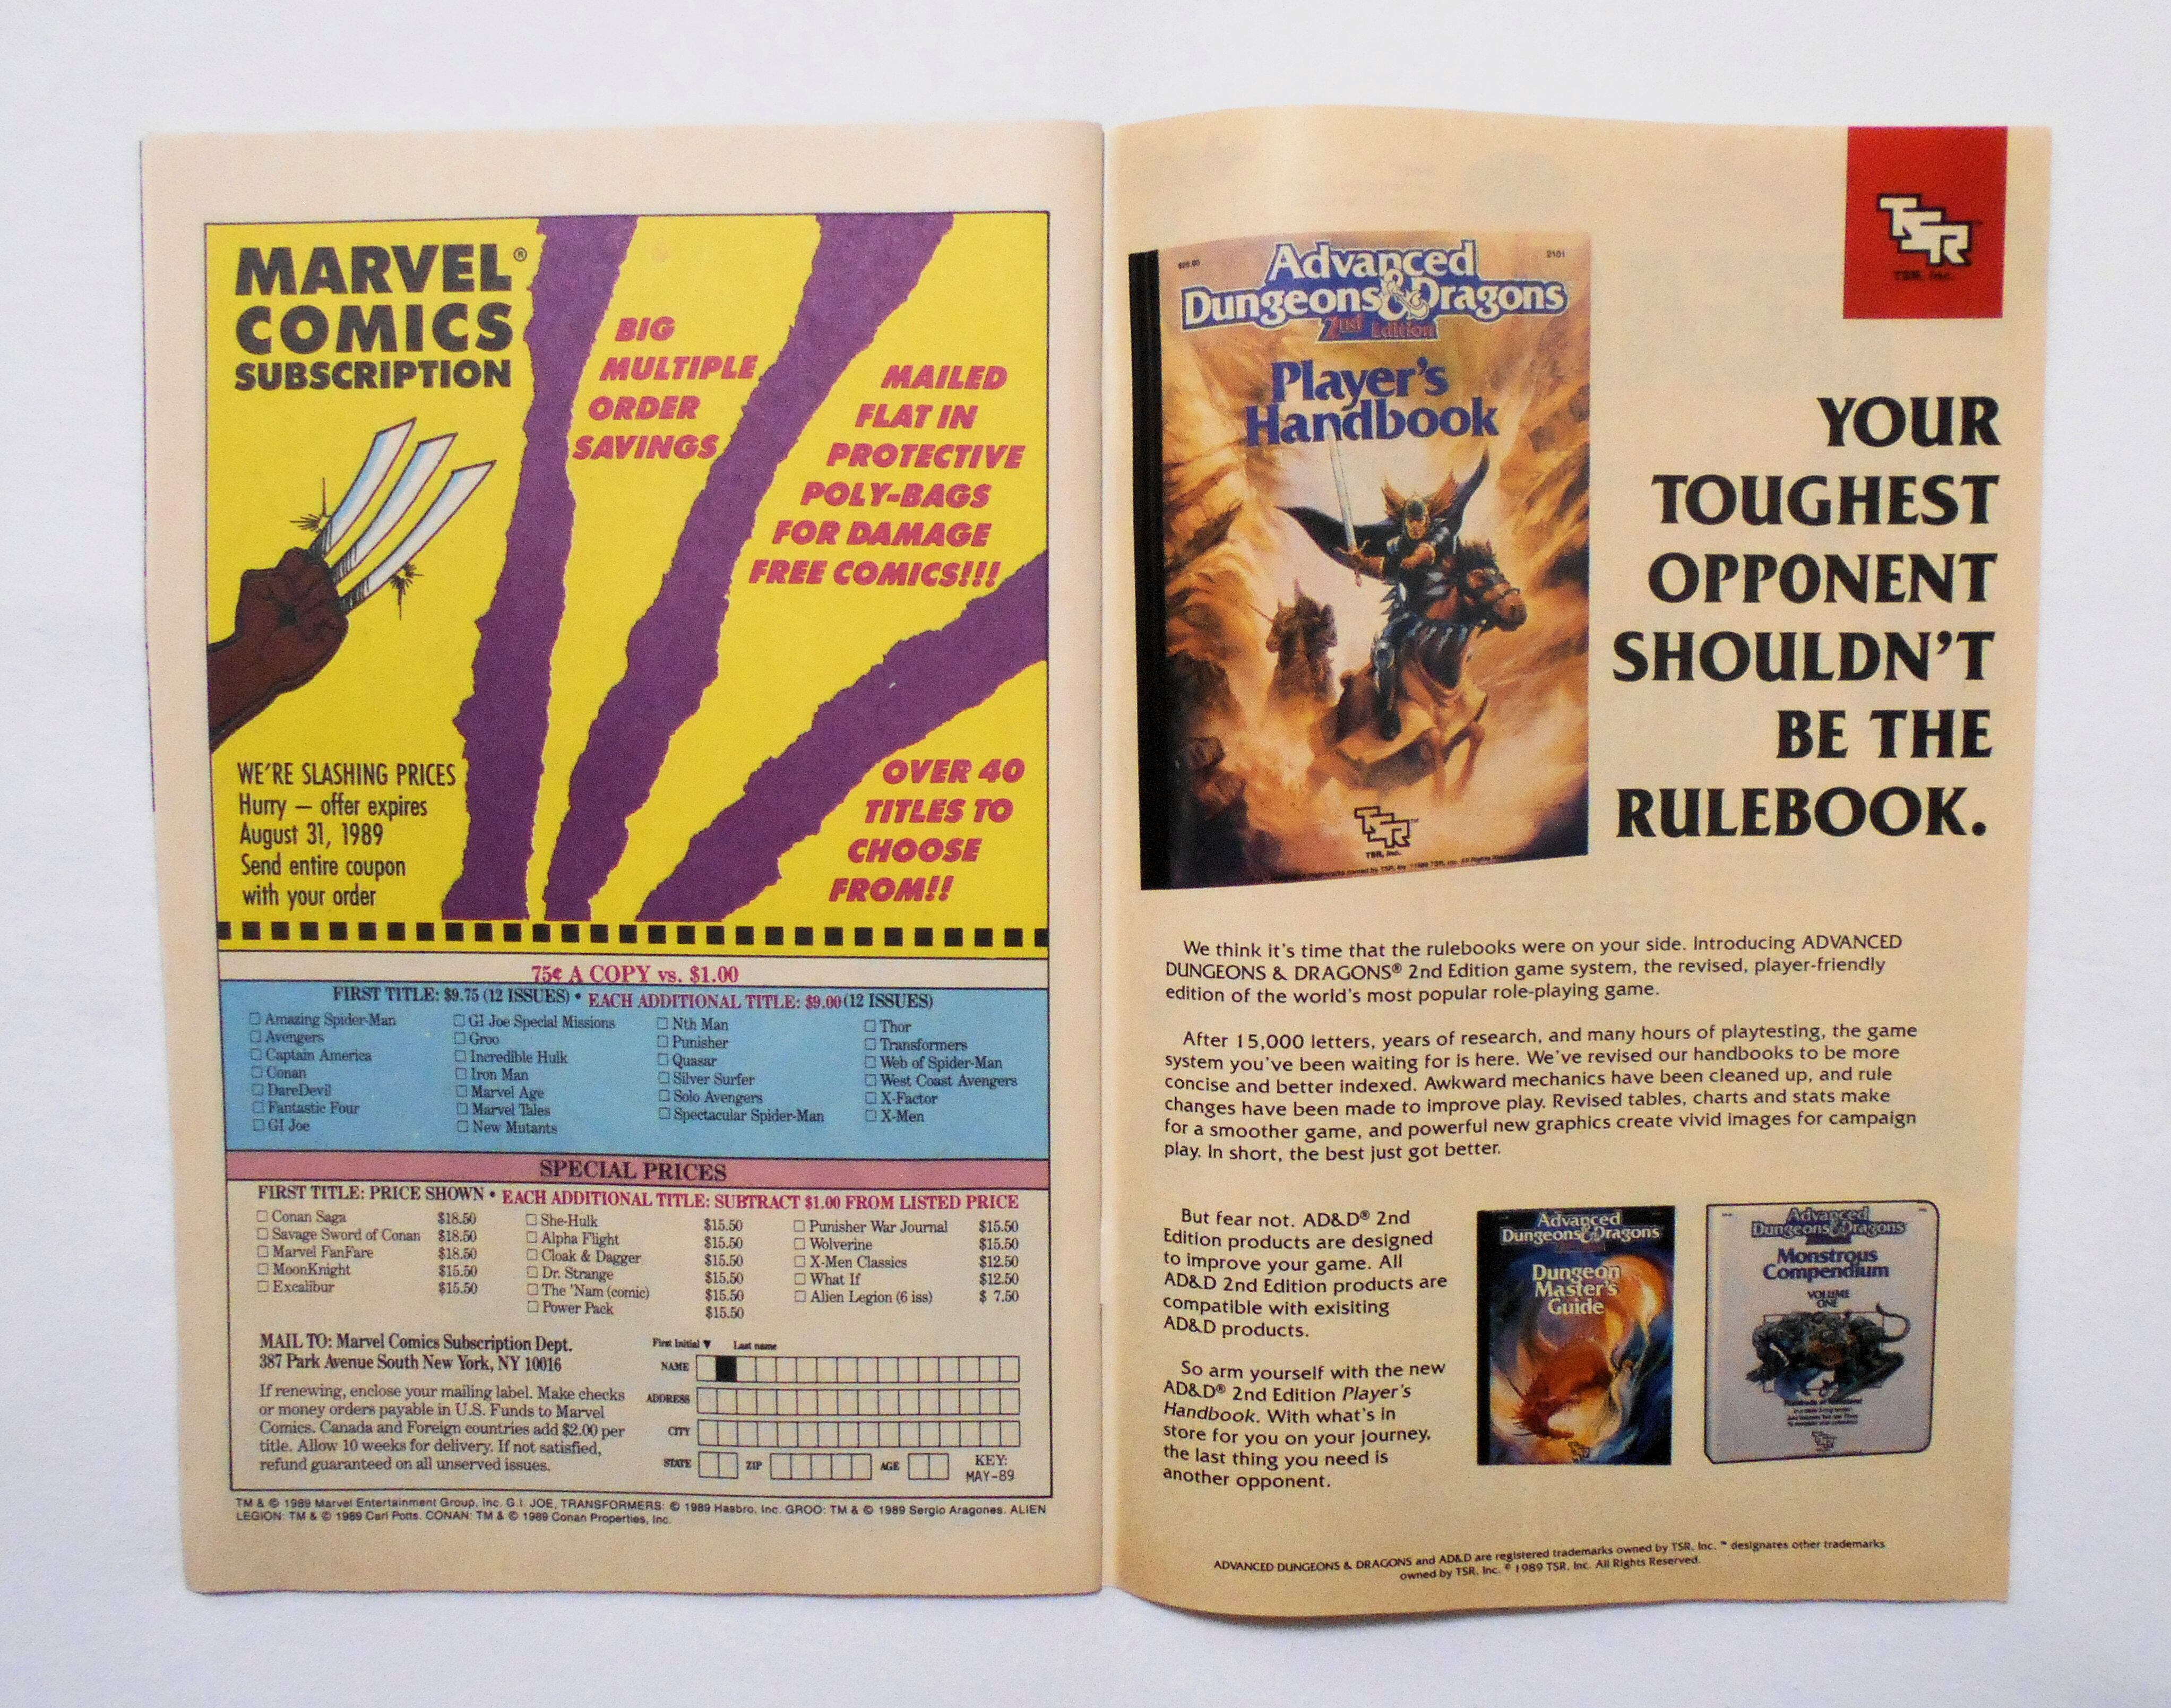 MARVEL®
COMICS
SUBSCRIPTION
BIG
MULTIPLE
ORDER
SAVINGS
MAILED
FLAT IN
PROTECTIVE
POLY-BAGS
FOR DAMAGE
FREE COMICS!!!
WE'RE SLASHING PRICES
Hurry — offer expires
August 31, 1989
Send entire coupon
with your order
OVER 40
TITLES TO
CHOOSE
FROM!!
75¢ A COPY vs. $1.00
FIRST TITLE: $9.75 (12 ISSUES) • EACH ADDITIONAL TITLE: $9.00 (12 ISSUES)
☐ Amazing Spider-Man
☐ Avengers
☐ Captain America
☐ Conan
☐ DareDevil
☐ Fantastic Four
☐ GI Joe
☐ GI Joe Special Missions
☐ Groo
☐ Incredible Hulk
☐ Iron Man
☐ Marvel Age
☐ Marvel Tales
☐ New Mutants
☐ Nth Man
☐ Punisher
☐ Quasar
☐ Silver Surfer
☐ Solo Avengers
☐ Spectacular Spider-Man
☐ Thor
☐ Transformers
☐ Web of Spider-Man
☐ West Coast Avengers
☐ X-Factor
☐ X-Men
SPECIAL PRICES
FIRST TITLE: PRICE SHOWN • EACH ADDITIONAL TITLE: SUBTRACT $1.00 FROM LISTED PRICE
☐ Conan Saga $18.50
☐ Savage Sword of Conan $18.50
☐ Marvel FanFare $18.50
☐ MoonKnight $15.50
☐ Excalibur $15.50
☐ She-Hulk $15.50
☐ Alpha Flight $15.50
☐ Cloak & Dagger $15.50
☐ Dr. Strange $15.50
☐ The 'Nam (comic) $15.50
☐ Power Pack $15.50
☐ Punisher War Journal $15.50
☐ Wolverine $15.50
☐ X-Men Classics $12.50
☐ What If $12.50
☐ Alien Legion (6 iss) $ 7.50
MAIL TO: Marvel Comics Subscription Dept.
387 Park Avenue South New York, NY 10016
If renewing, enclose your mailing label. Make checks
or money orders payable in U.S. Funds to Marvel
Comics. Canada and Foreign countries add $2.00 per
title. Allow 10 weeks for delivery. If not satisfied,
refund guaranteed on all unserved issues.
First Initial ▼ Last name
NAME
ADDRESS
CITY
STATE ZIP AGE
KEY:
MAY-89
TM & © 1989 Marvel Entertainment Group, Inc. G.I. JOE, TRANSFORMERS: © 1989 Hasbro, Inc. GROO: TM & © 1989 Sergio Aragones. ALIEN
LEGION: TM & © 1989 Carl Potts. CONAN: TM & © 1989 Conan Properties, Inc.
TSR™
TSR, Inc.
2101
Advanced
Dungeons & Dragons
2nd Edition
Player's
Handbook
TSR™
TSR, Inc.
YOUR
TOUGHEST
OPPONENT
SHOULDN'T
BE THE
RULEBOOK.
We think it's time that the rulebooks were on your side. Introducing ADVANCED
DUNGEONS & DRAGONS® 2nd Edition game system, the revised, player-friendly
edition of the world's most popular role-playing game.
After 15,000 letters, years of research, and many hours of playtesting, the game
system you've been waiting for is here. We've revised our handbooks to be more
concise and better indexed. Awkward mechanics have been cleaned up, and rule
changes have been made to improve play. Revised tables, charts and stats make
for a smoother game, and powerful new graphics create vivid images for campaign
play. In short, the best just got better.
But fear not. AD&D® 2nd
Edition products are designed
to improve your game. All
AD&D 2nd Edition products are
compatible with exisiting
AD&D products.
So arm yourself with the new
AD&D® 2nd Edition Player's
Handbook. With what's in
store for you on your journey,
the last thing you need is
another opponent.
Advanced
Dungeons & Dragons
Dungeon
Master's
Guide
TSR
Advanced
Dungeons & Dragons
Monstrous
Compendium
VOLUME
ONE
TSR
ADVANCED DUNGEONS & DRAGONS and AD&D are registered trademarks owned by TSR, Inc. ™ designates other trademarks
owned by TSR, Inc. © 1989 TSR, Inc. All Rights Reserved.